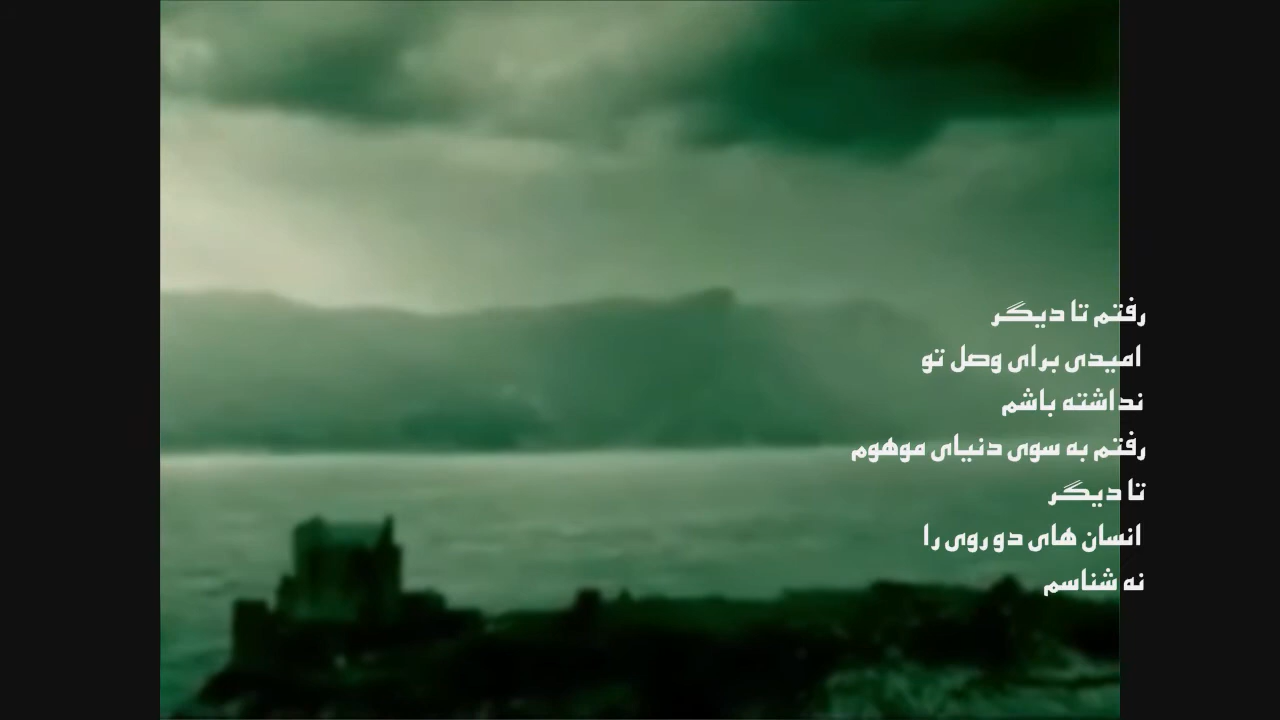 رفتم تا دیگر
امیدی برای وصل تو
نداشته باشم
رفتم به سوی دنیای موهوم
تا دیگر
انسان های دو روی را
نه شناسم